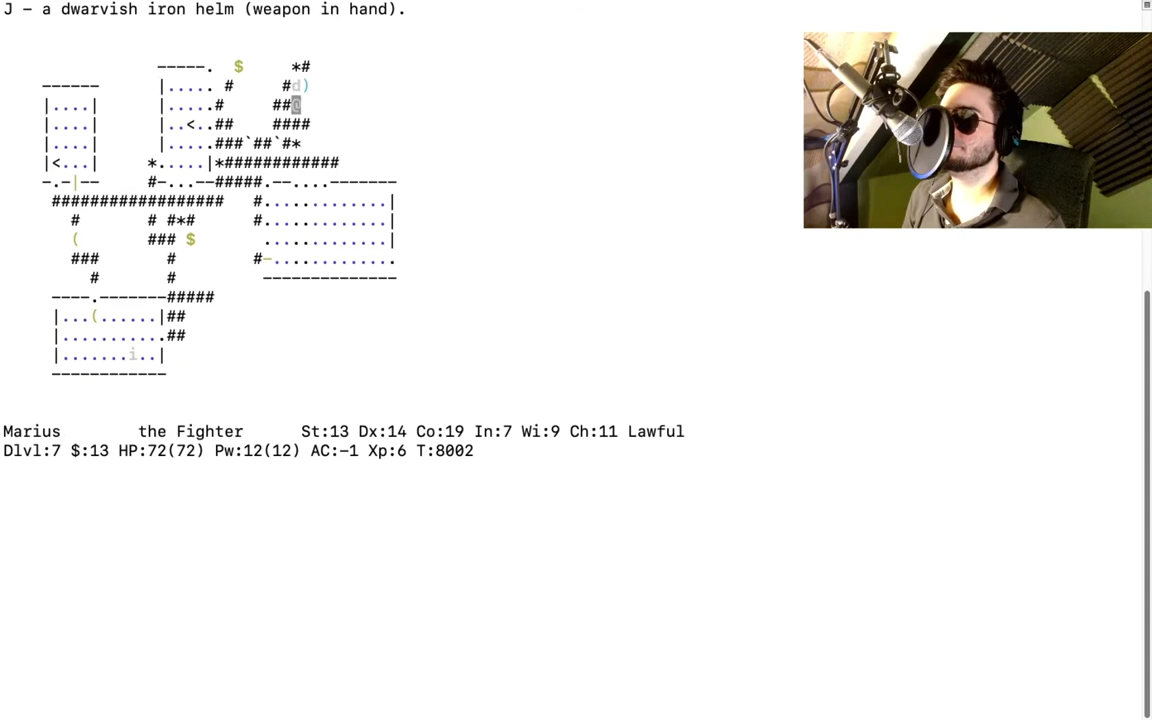 J - a dwarvish iron helm (weapon in hand).
-----.  $     *#
------      |.....  #     #d)
|....|      |.....#     ##@
|....|      |..<..##    ####
|....|      |.....###`##`#*
|<...|     *.....|*############
-.-|--     #-...--#####.--....-------
##################   #.............|
#       # #*#      #.............|
(       ### $       .............|
###       #        #-.............
#       #         --------------
----.-------#####
|...(......|##
|...........##
|.......i..|
------------
Marius        the Fighter      St:13 Dx:14 Co:19 In:7 Wi:9 Ch:11 Lawful
Dlvl:7 $:13 HP:72(72) Pw:12(12) AC:-1 Xp:6 T:8002